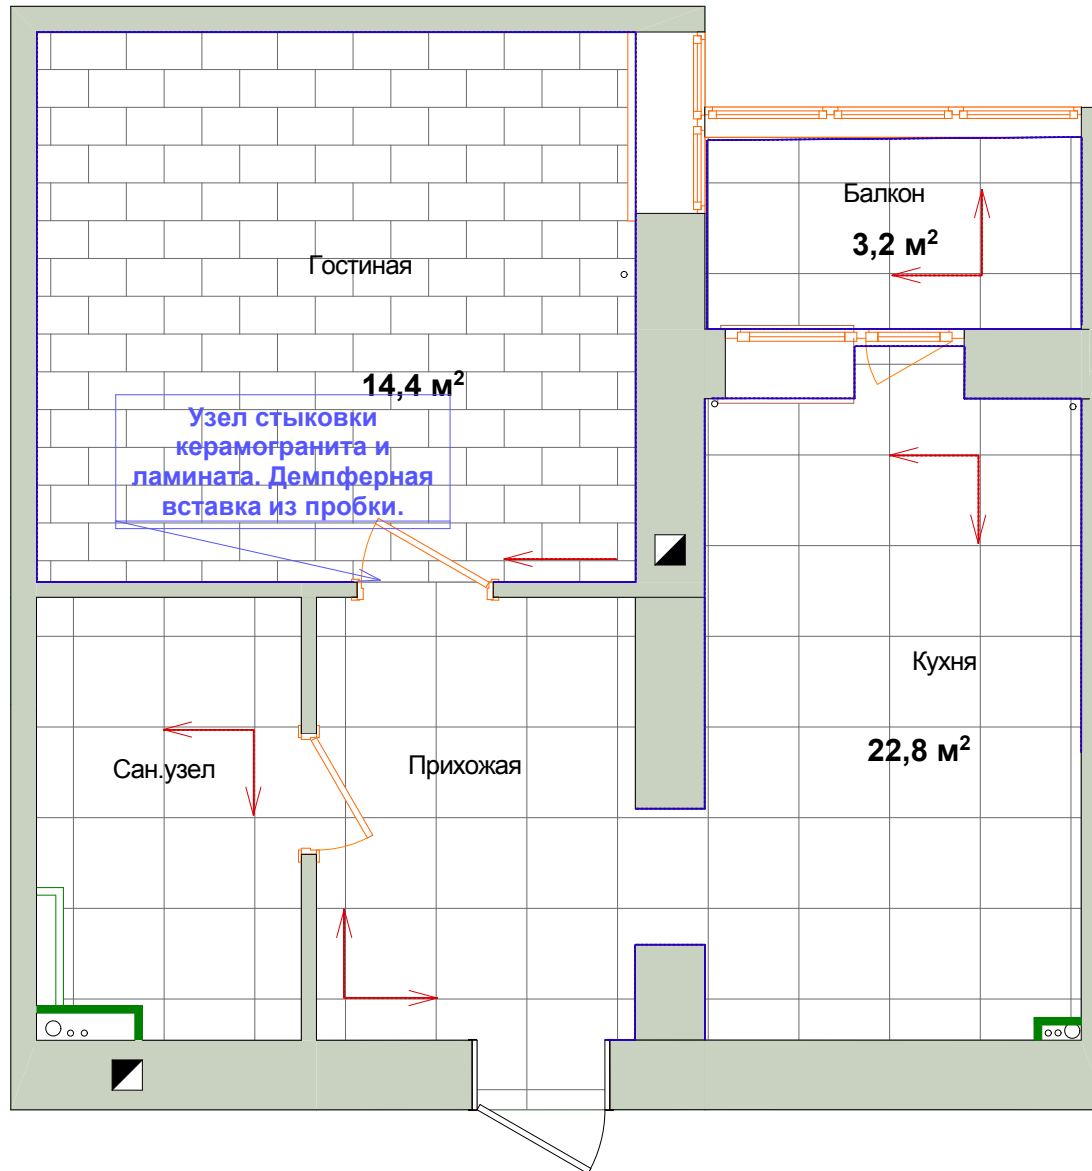 Балкон
3,2 м²
Гостиная
14,4 м²
Узел стыковки
керамогранита и
ламината. Демпферная
вставка из пробки.
Кухня
22,8 м²
Сан.узел
Прихожая